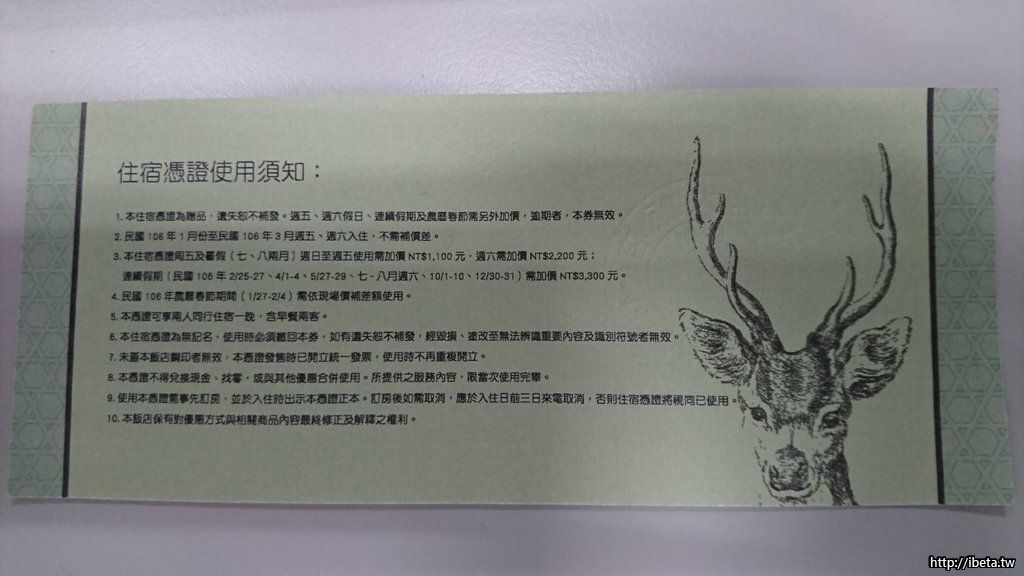 住宿憑證使用須知：
1. 本住宿憑證為贈品，遺失恕不補發。週五、週六假日、連續假期及農曆春節需另外加價，逾期者，本券無效。
2. 民國 106 年 1 月份至民國 106 年 3 月週五、週六入住，不需補價差。
3. 本住宿憑證周五及暑假（七、八兩月）週日至週五使用需加價 NT$1,100 元，週六需加價 NT$2,200 元；
連續假期（民國 106 年 2/25-27、4/1-4、5/27-29、七 - 八月週六、10/1-10、12/30-31）需加價 NT$3,300 元。
4. 民國 106 年農曆春節期間（1/27-2/4）需依現場價補差額使用。
5. 本憑證可享兩人同行住宿一晚，含早餐兩客。
6. 本住宿憑證為無記名，使用時必須繳回本券，如有遺失恕不補發，經毀損、塗改至無法辨識重要內容及識別符號者無效。
7. 未蓋本飯店鋼印者無效，本憑證發售時已開立統一發票，使用時不再重複開立。
8. 本憑證不得兌換現金、找零，或與其他優惠合併使用。所提供之服務內容，限當次使用完畢。
9. 使用本憑證需事先訂房，並於入住時出示本憑證正本。訂房後如需取消，應於入住日前三日來電取消，否則住宿憑證將視同已使用。
10. 本飯店保有對優惠方式與相關商品內容最終修正及解釋之權利。
http://ibeta.tw